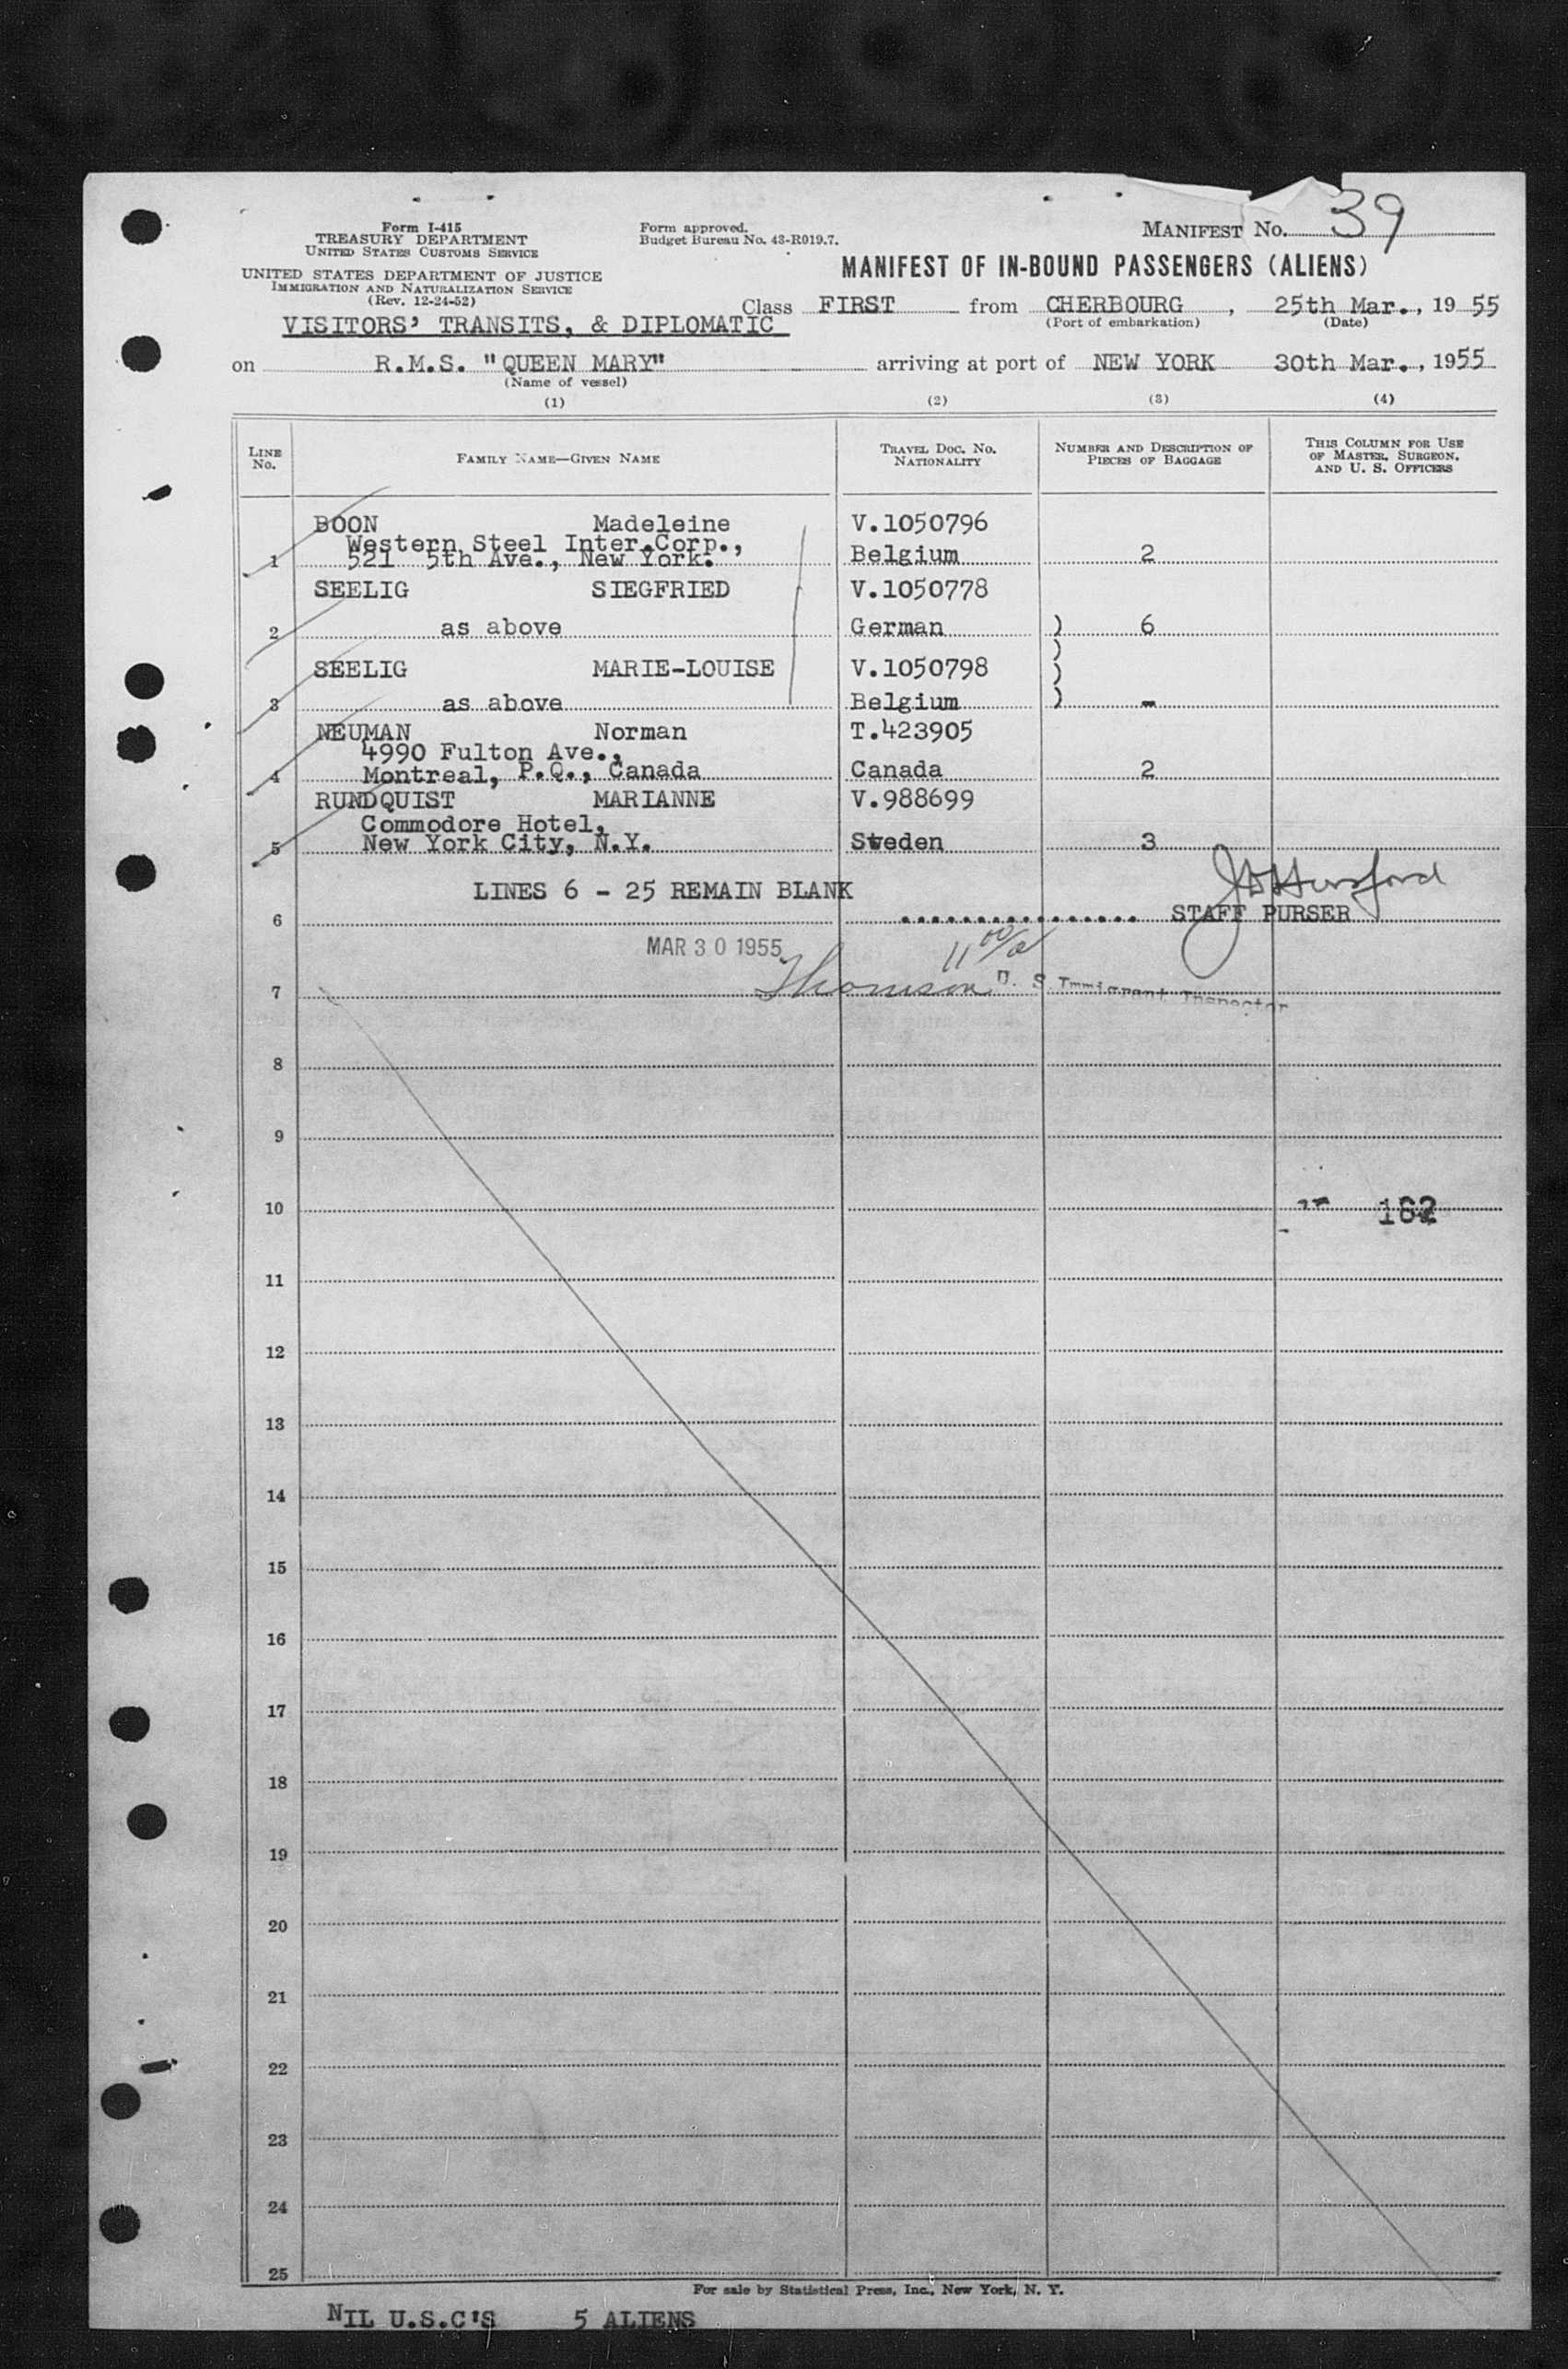 Form I-415
TREASURY DEPARTMENT
UNITED STATES CUSTOMS SERVICE
Form approved.
Budget Bureau No. 43-R019.7.
MANIFEST NO. 39
UNITED STATES DEPARTMENT OF JUSTICE
IMMIGRATION AND NATURALIZATION SERVICE
(Rev. 12-24-52)
MANIFEST OF IN-BOUND PASSENGERS (ALIENS)
VISITORS' TRANSITS, & DIPLOMATIC
Class FIRST from CHERBOURG, 25th Mar., 1955
(Port of embarkation) (Date)
on R.M.S. "QUEEN MARY" arriving at port of NEW YORK 30th Mar., 1955
(Name of vessel)
(1) (2) (3) (4)
LINE NO.
FAMILY NAME—GIVEN NAME
TRAVEL DOC. NO. NATIONALITY
NUMBER AND DESCRIPTION OF PIECES OF BAGGAGE
THIS COLUMN FOR USE OF MASTER, SURGEON, AND U. S. OFFICERS
BOON Madeleine V.1050796
Western Steel Inter.Corp.,
1 521 5th Ave., New York. Belgium 2
SEELIG SIEGFRIED V.1050778
2 as above German ) 6
SEELIG MARIE-LOUISE V.1050798 )
3 as above Belgium ) -
NEUMAN Norman T.423905
4990 Fulton Ave.,
4 Montreal, P.Q., Canada Canada 2
RUNDQUIST MARIANNE V.988699
Commodore Hotel,
5 New York City, N.Y. Sweden 3
LINES 6 - 25 REMAIN BLANK
6 ................ STAFF PURSER
MAR 30 1955
7 Thomson U. S. Immigrant Inspector
8
9
10 162
11
12
13
14
15
16
17
18
19
20
21
22
23
24
25
For sale by Statistical Press, Inc., New York, N. Y.
NIL U.S.C'S 5 ALIENS